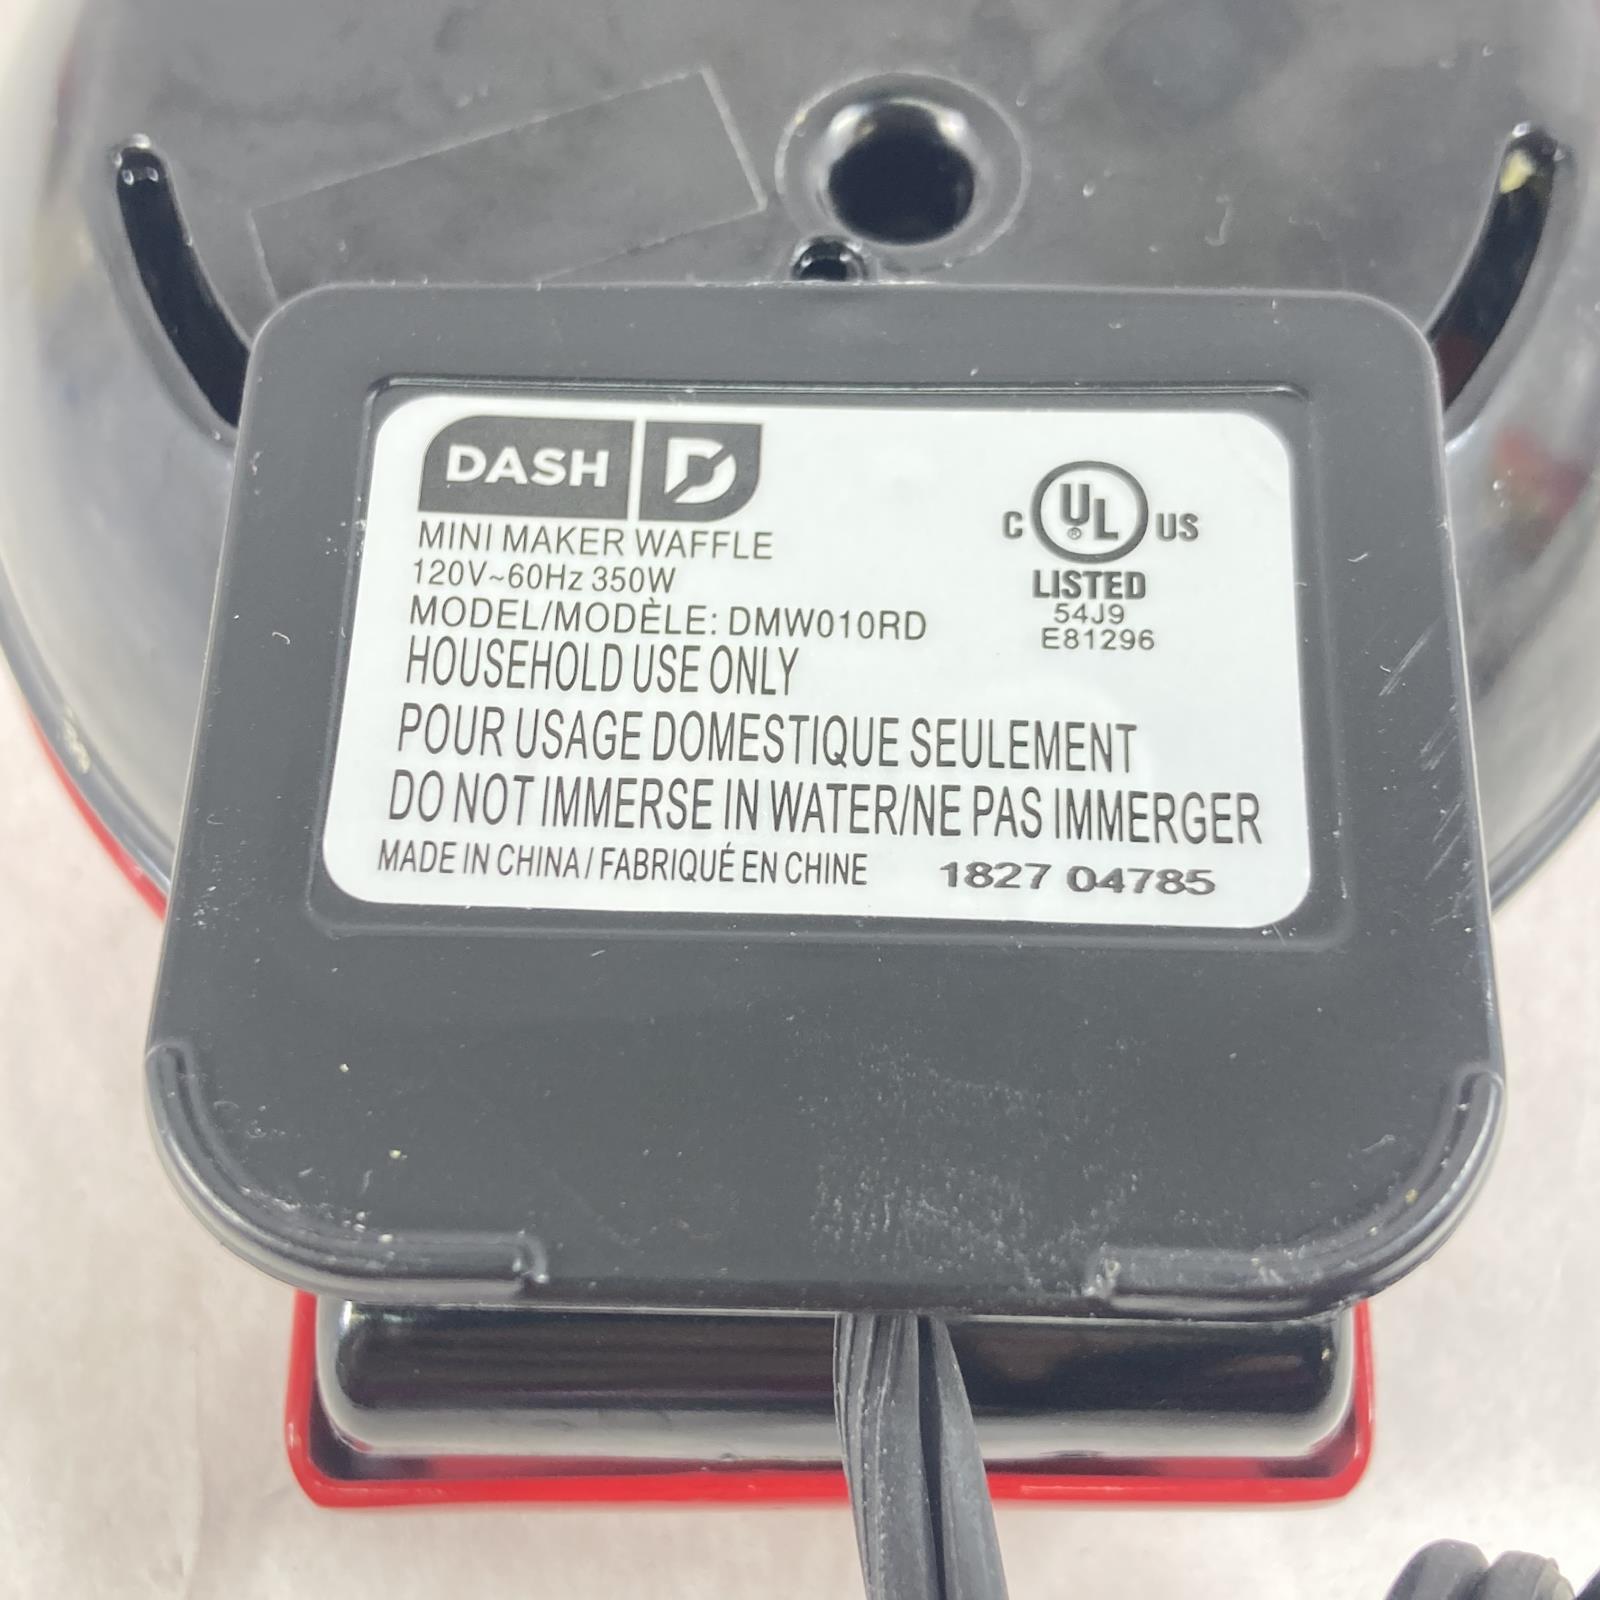 DASH D
MINI MAKER WAFFLE
120V~60Hz 350W
MODEL/MODÈLE: DMW010RD
HOUSEHOLD USE ONLY
POUR USAGE DOMESTIQUE SEULEMENT
DO NOT IMMERSE IN WATER/NE PAS IMMERGER
MADE IN CHINA/FABRIQUÉ EN CHINE 1827 04785
C UL® US
LISTED
54J9
E81296